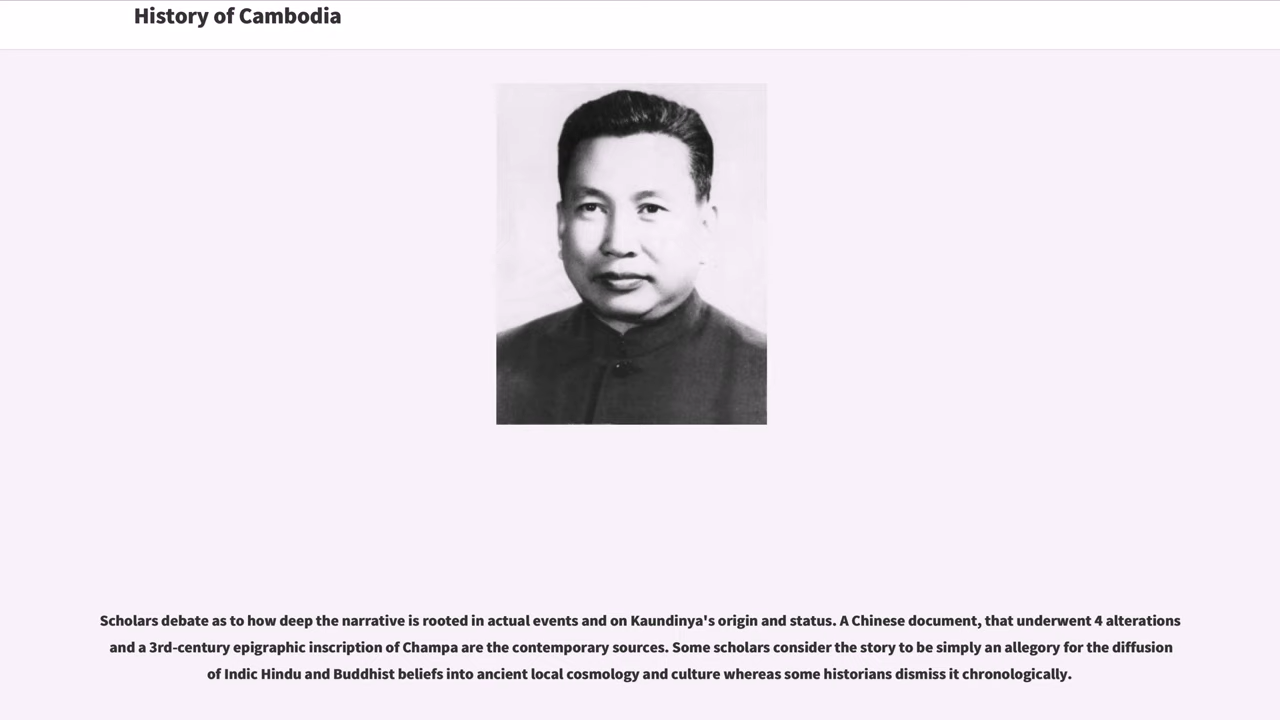 History of Cambodia
Scholars debate as to how deep the narrative is rooted in actual events and on Kaundinya's origin and status. A Chinese document, that underwent 4 alterations
and a 3rd-century epigraphic inscription of Champa are the contemporary sources. Some scholars consider the story to be simply an allegory for the diffusion
of Indic Hindu and Buddhist beliefs into ancient local cosmology and culture whereas some historians dismiss it chronologically.